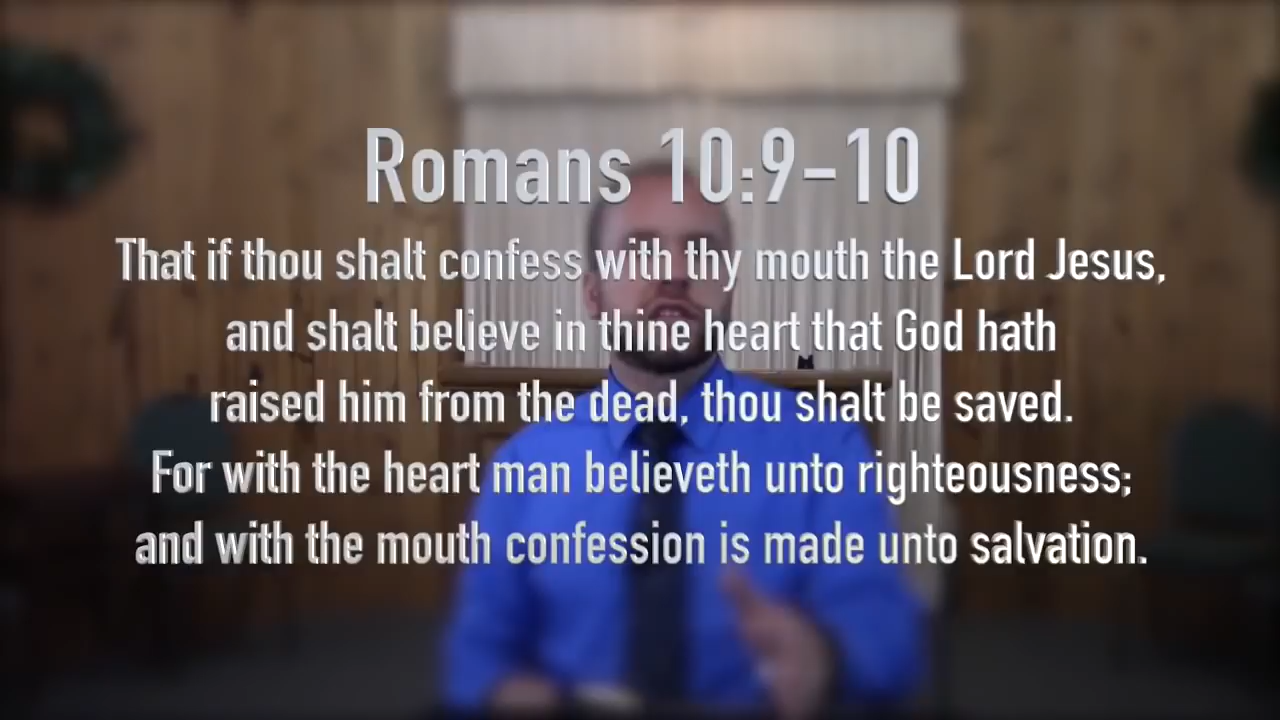 Romans 10:9-10
That if thou shalt confess with thy mouth the Lord Jesus,
and shalt believe in thine heart that God hath
raised him from the dead, thou shalt be saved.
For with the heart man believeth unto righteousness;
and with the mouth confession is made unto salvation.